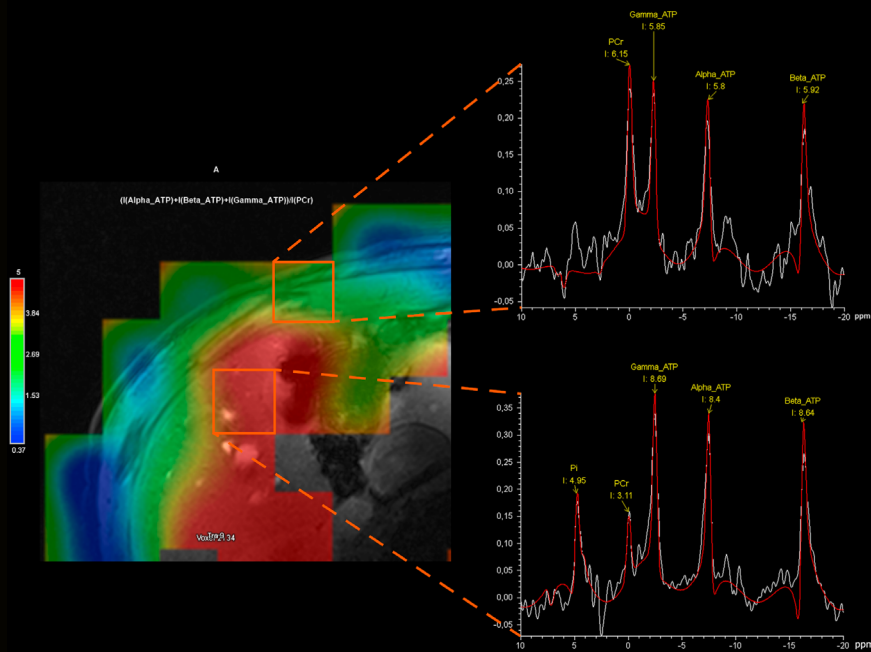 A
(I(Alpha_ATP)+I(Beta_ATP)+I(Gamma_ATP))/I(PCr)
5
3.84
2.69
1.53
0.37
Gamma_ATP
I: 5.85
PCr
I: 6.15
Alpha_ATP
I: 5.8
Beta_ATP
I: 5.92
0,25
0,20
0,15
0,10
0,05
0,00
-0,05
10
5
0
-5
-10
-15
-20
ppm
Gamma_ATP
I: 8.69
Alpha_ATP
I: 8.4
Beta_ATP
I: 8.64
Pi
I: 4.95
PCr
I: 3.11
0,35
0,30
0,25
0,20
0,15
0,10
0,05
0,00
-0,05
10
5
0
-5
-10
-15
-20
ppm